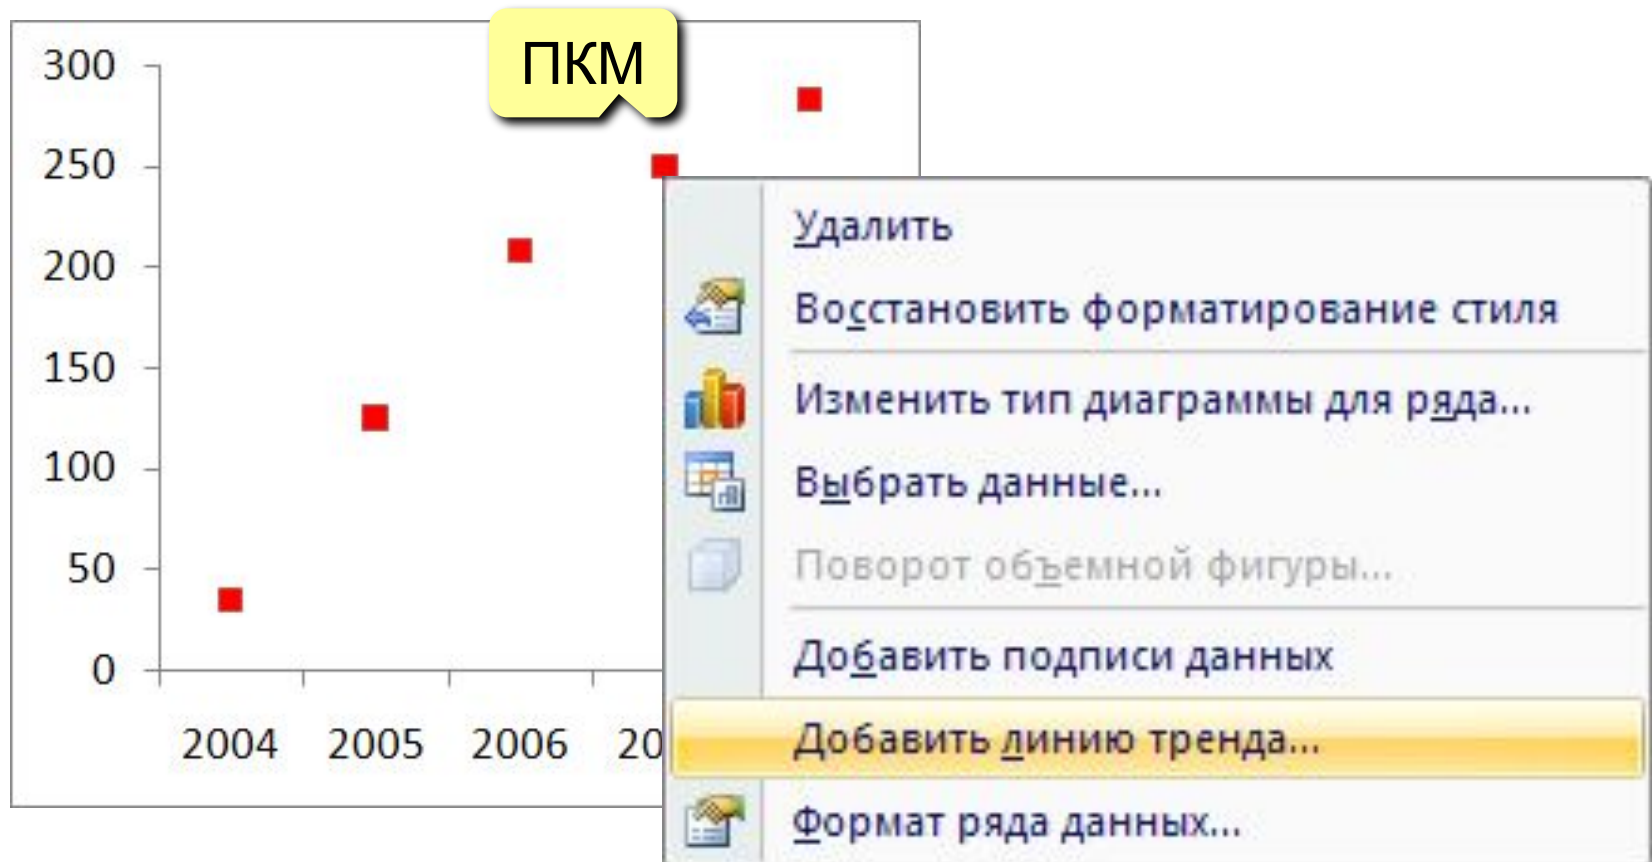 ПКМ
300
250
200
150
100
50
0
2004 2005 2006 20
Удалить
Восстановить форматирование стиля
Изменить тип диаграммы для ряда...
Выбрать данные...
Поворот объемной фигуры...
Добавить подписи данных
Добавить линию тренда...
Формат ряда данных...